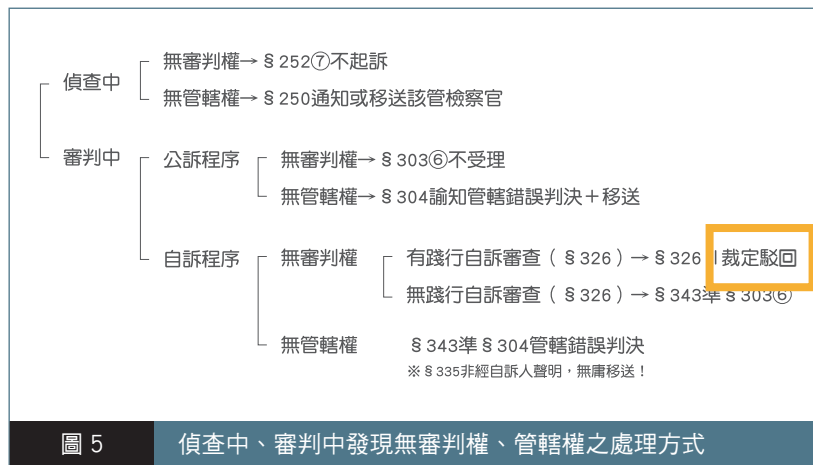 偵查中
無審判權→§252⑦不起訴
無管轄權→§250通知或移送該管檢察官
審判中
公訴程序
無審判權→§303⑥不受理
無管轄權→§304諭知管轄錯誤判決＋移送
自訴程序
無審判權
有踐行自訴審查（§326）→§326 I裁定駁回
無踐行自訴審查（§326）→§343準§303⑥
無管轄權
§343準§304管轄錯誤判決
※§335非經自訴人聲明，無庸移送！
圖5 偵查中、審判中發現無審判權、管轄權之處理方式